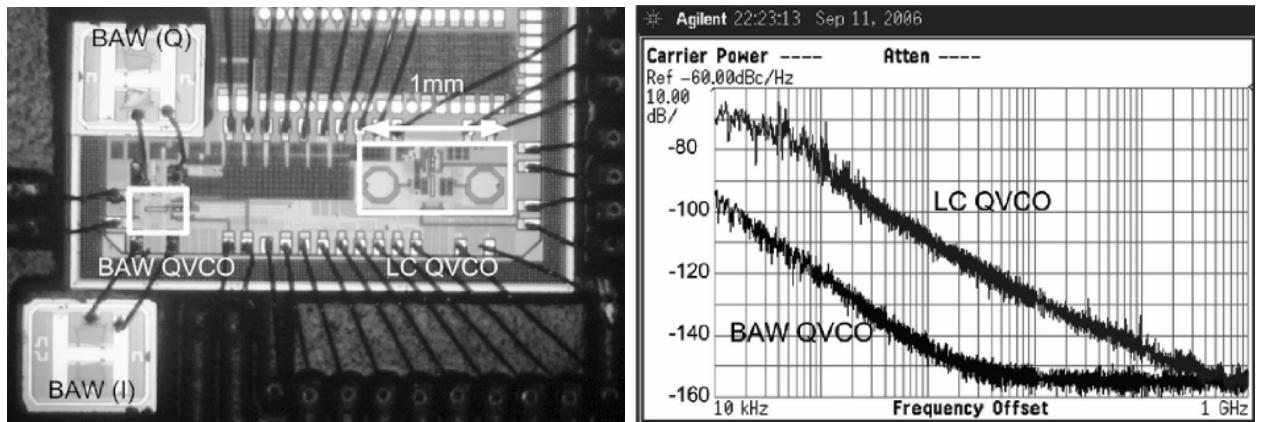 BAW (Q)
1mm
BAW QVCO
LC QVCO
BAW (I)
Agilent 22:23:13 Sep 11, 2006
Carrier Power ---- Atten ----
Ref -60.00dBc/Hz
10.00
dB/
-80
-100
LC QVCO
-120
-140
BAW QVCO
-160
10 kHz Frequency Offset 1 GHz